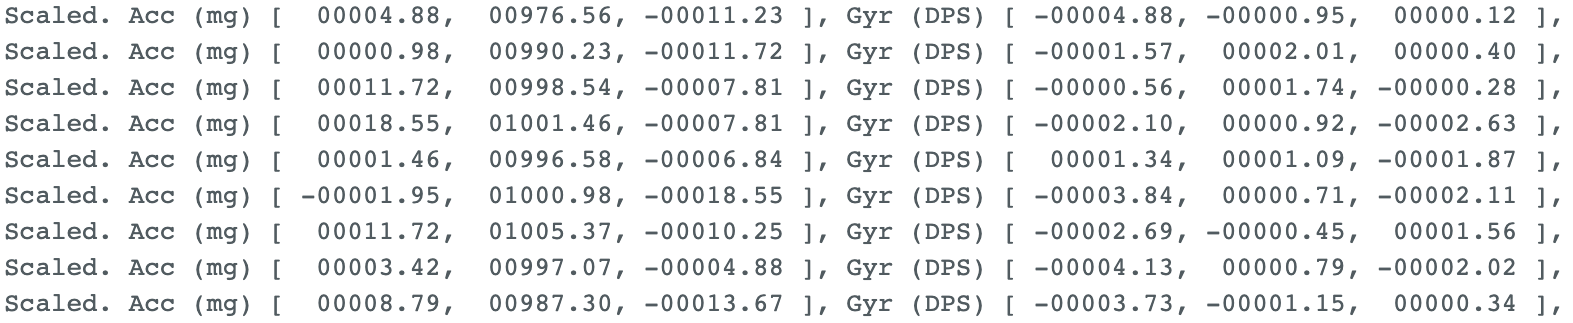 Scaled. Acc (mg) [  00004.88,  00976.56, -00011.23 ], Gyr (DPS) [ -00004.88, -00000.95,  00000.12 ],
Scaled. Acc (mg) [  00000.98,  00990.23, -00011.72 ], Gyr (DPS) [ -00001.57,  00002.01,  00000.40 ],
Scaled. Acc (mg) [  00011.72,  00998.54, -00007.81 ], Gyr (DPS) [ -00000.56,  00001.74, -00000.28 ],
Scaled. Acc (mg) [  00018.55,  01001.46, -00007.81 ], Gyr (DPS) [ -00002.10,  00000.92, -00002.63 ],
Scaled. Acc (mg) [  00001.46,  00996.58, -00006.84 ], Gyr (DPS) [  00001.34,  00001.09, -00001.87 ],
Scaled. Acc (mg) [ -00001.95,  01000.98, -00018.55 ], Gyr (DPS) [ -00003.84,  00000.71, -00002.11 ],
Scaled. Acc (mg) [  00011.72,  01005.37, -00010.25 ], Gyr (DPS) [ -00002.69, -00000.45,  00001.56 ],
Scaled. Acc (mg) [  00003.42,  00997.07, -00004.88 ], Gyr (DPS) [ -00004.13,  00000.79, -00002.02 ],
Scaled. Acc (mg) [  00008.79,  00987.30, -00013.67 ], Gyr (DPS) [ -00003.73, -00001.15,  00000.34 ],